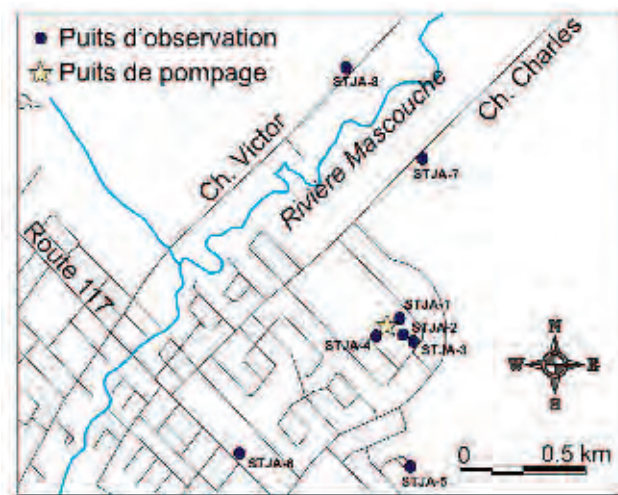 Puits d'observation
Puits de pompage
STJA-8
Ch. Victor
Rivière Mascouche
Ch. Charles
STJA-7
Route 117
STJA-1
STJA-2
STJA-4
STJA-3
N
W
E
S
STJA-6
STJA-5
0
0.5 km